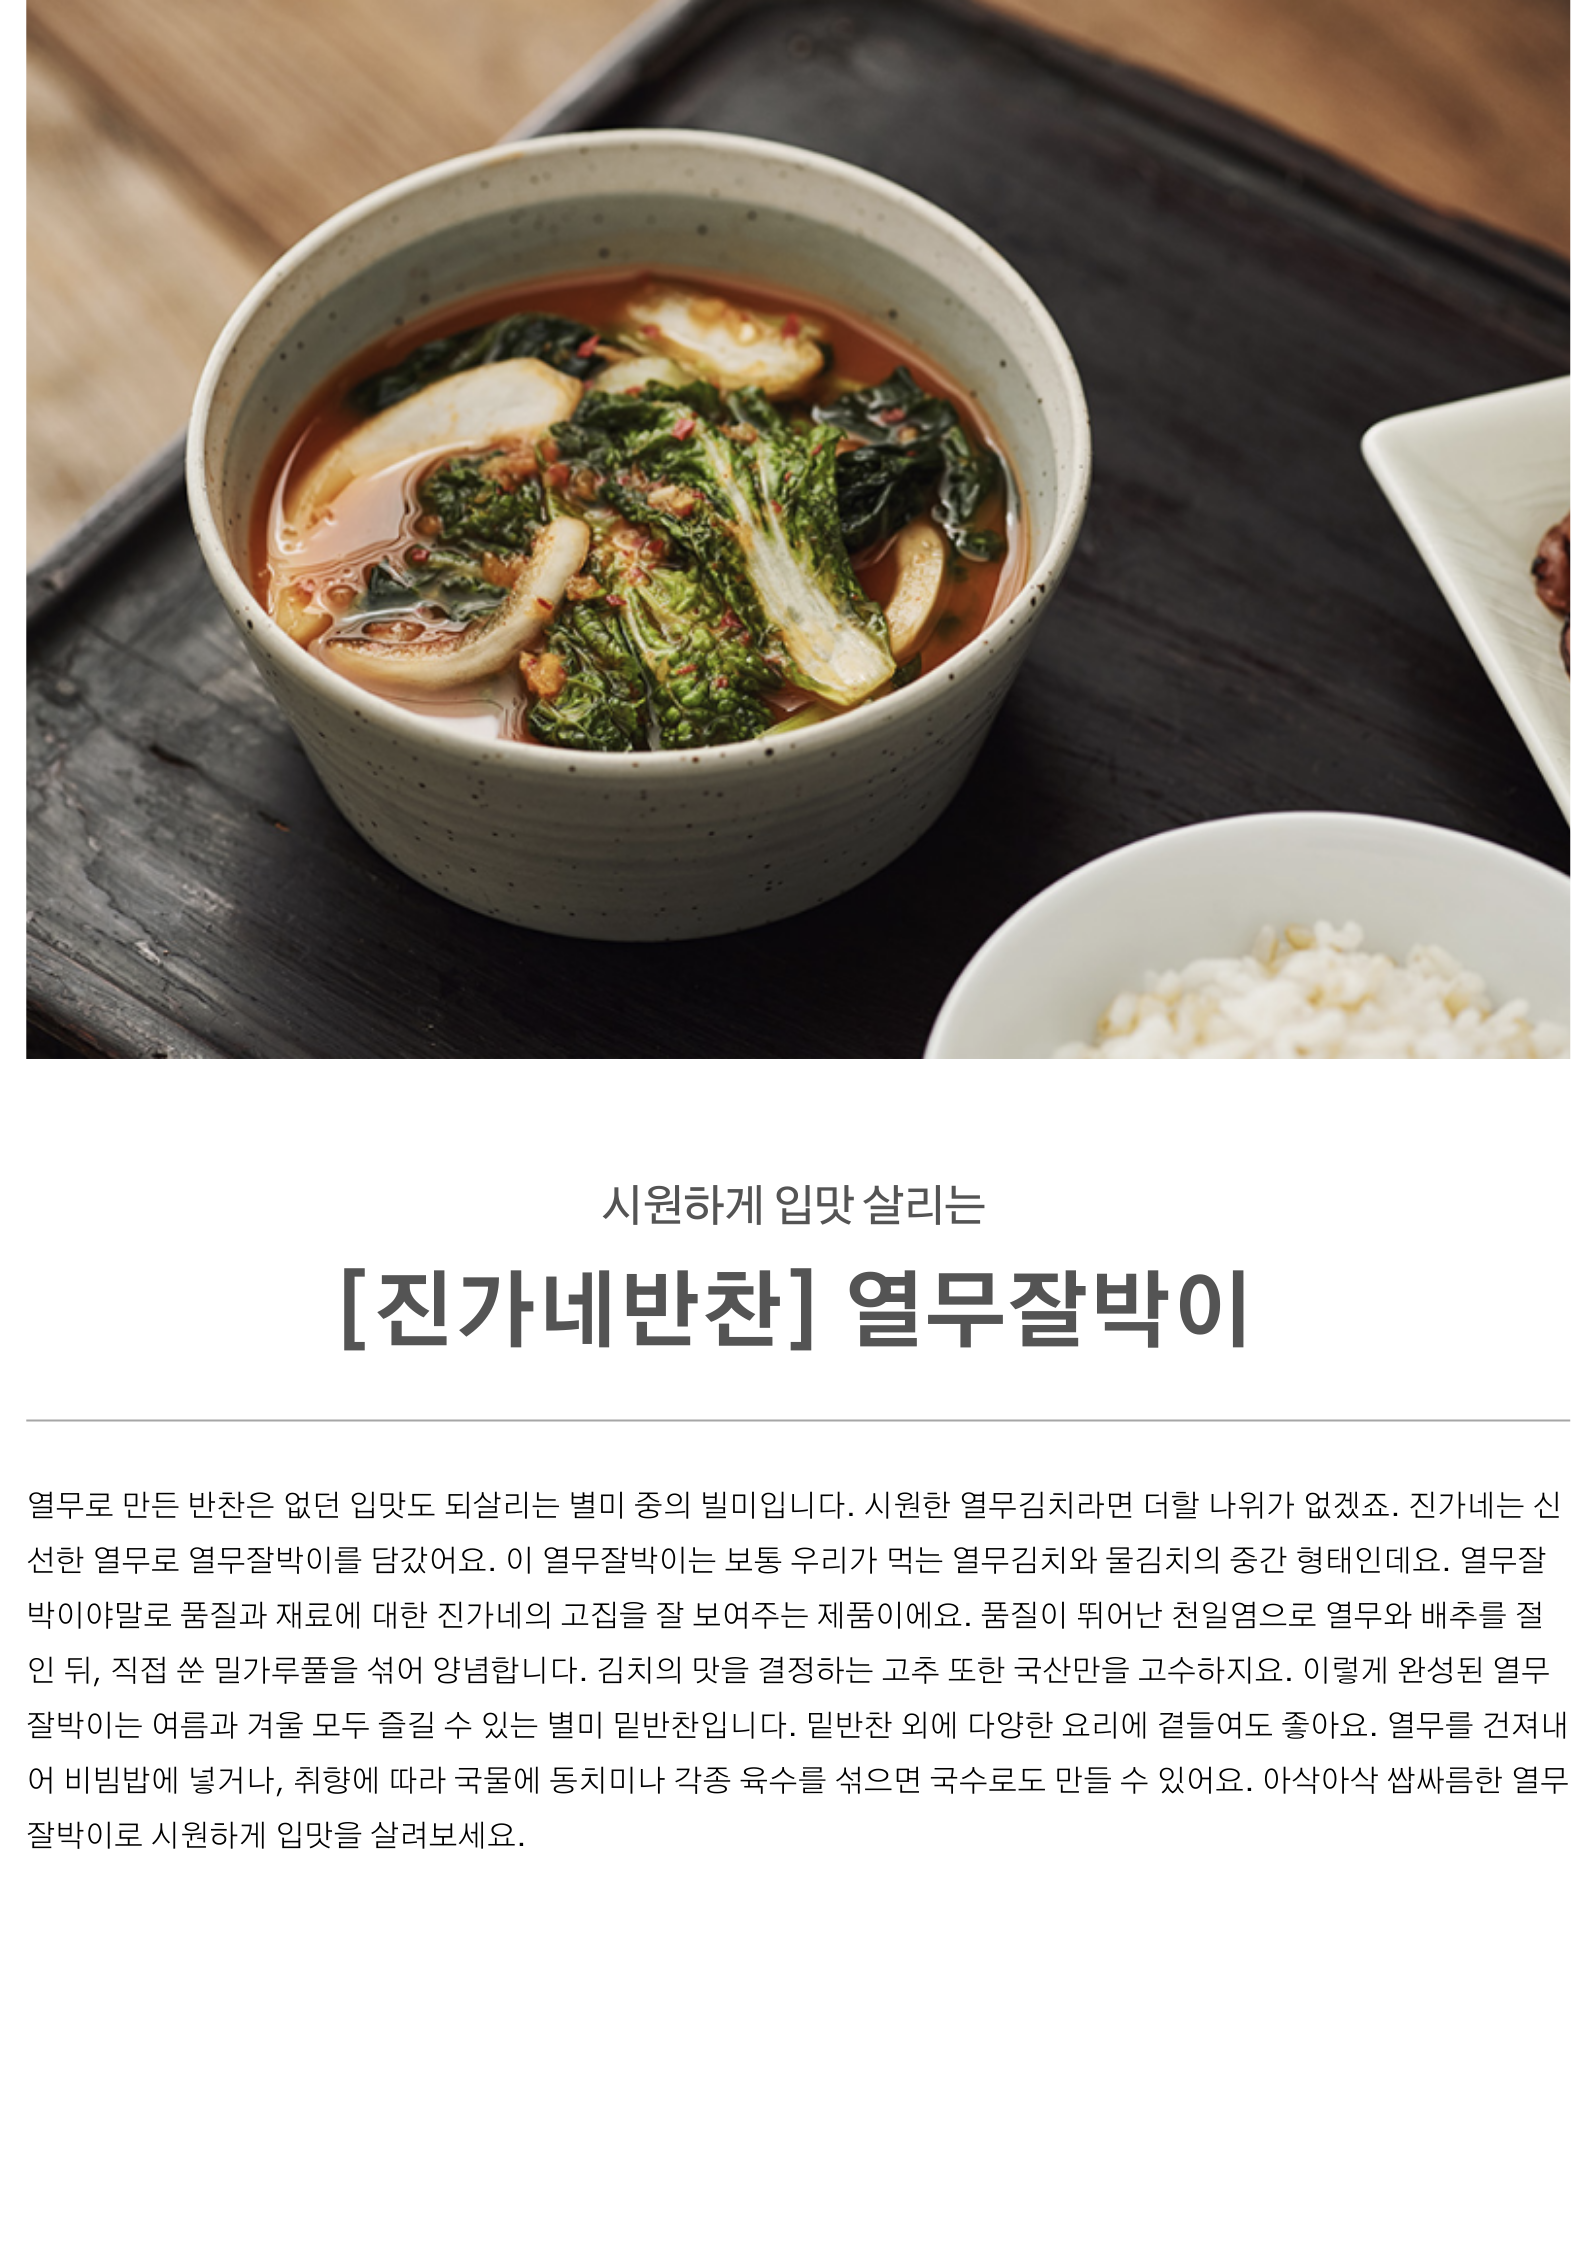 시원하게 입맛 살리는
[진가네반찬] 열무잘박이
열무로 만든 반찬은 없던 입맛도 되살리는 별미 중의 빌미입니다. 시원한 열무김치라면 더할 나위가 없겠죠. 진가네는 신
선한 열무로 열무잘박이를 담갔어요. 이 열무잘박이는 보통 우리가 먹는 열무김치와 물김치의 중간 형태인데요. 열무잘
박이야말로 품질과 재료에 대한 진가네의 고집을 잘 보여주는 제품이에요. 품질이 뛰어난 천일염으로 열무와 배추를 절
인 뒤, 직접 쑨 밀가루풀을 섞어 양념합니다. 김치의 맛을 결정하는 고추 또한 국산만을 고수하지요. 이렇게 완성된 열무
잘박이는 여름과 겨울 모두 즐길 수 있는 별미 밑반찬입니다. 밑반찬 외에 다양한 요리에 곁들여도 좋아요. 열무를 건져내
어 비빔밥에 넣거나, 취향에 따라 국물에 동치미나 각종 육수를 섞으면 국수로도 만들 수 있어요. 아삭아삭 쌉싸름한 열무
잘박이로 시원하게 입맛을 살려보세요.